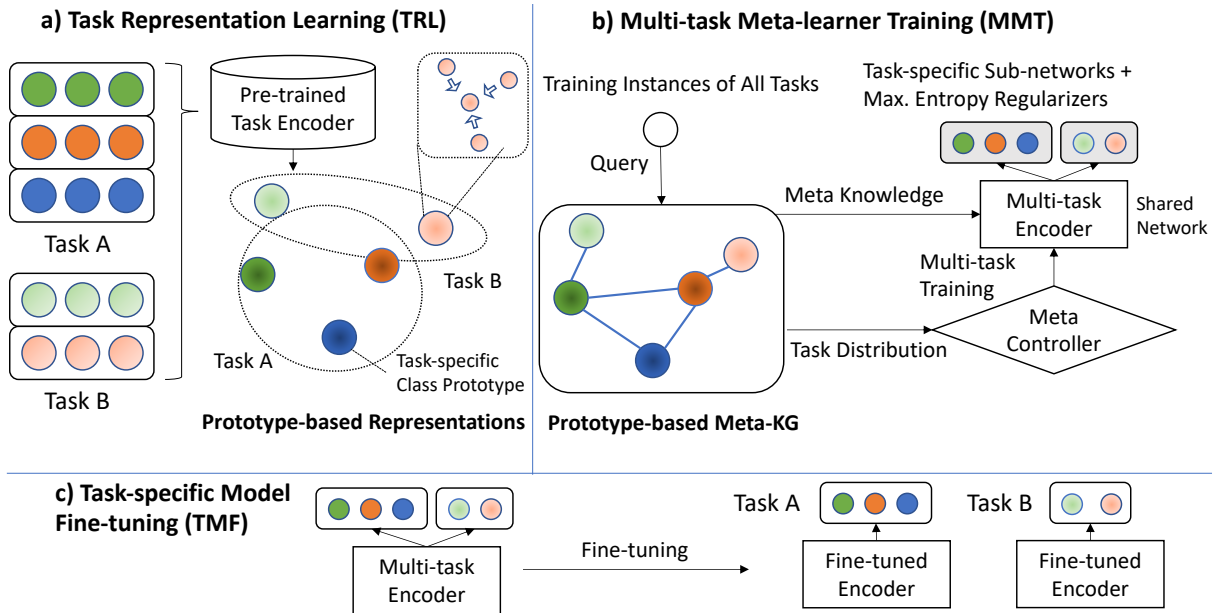 a) Task Representation Learning (TRL)
Pre-trained
Task Encoder
Task A
Task B
Task B
Task A
Task-specific
Class Prototype
Prototype-based Representations
b) Multi-task Meta-learner Training (MMT)
Training Instances of All Tasks
Task-specific Sub-networks +
Max. Entropy Regularizers
Query
Meta Knowledge
Multi-task
Encoder
Shared
Network
Multi-task
Training
Meta
Controller
Task Distribution
Prototype-based Meta-KG
c) Task-specific Model
Fine-tuning (TMF)
Multi-task
Encoder
Fine-tuning
Task A
Fine-tuned
Encoder
Task B
Fine-tuned
Encoder